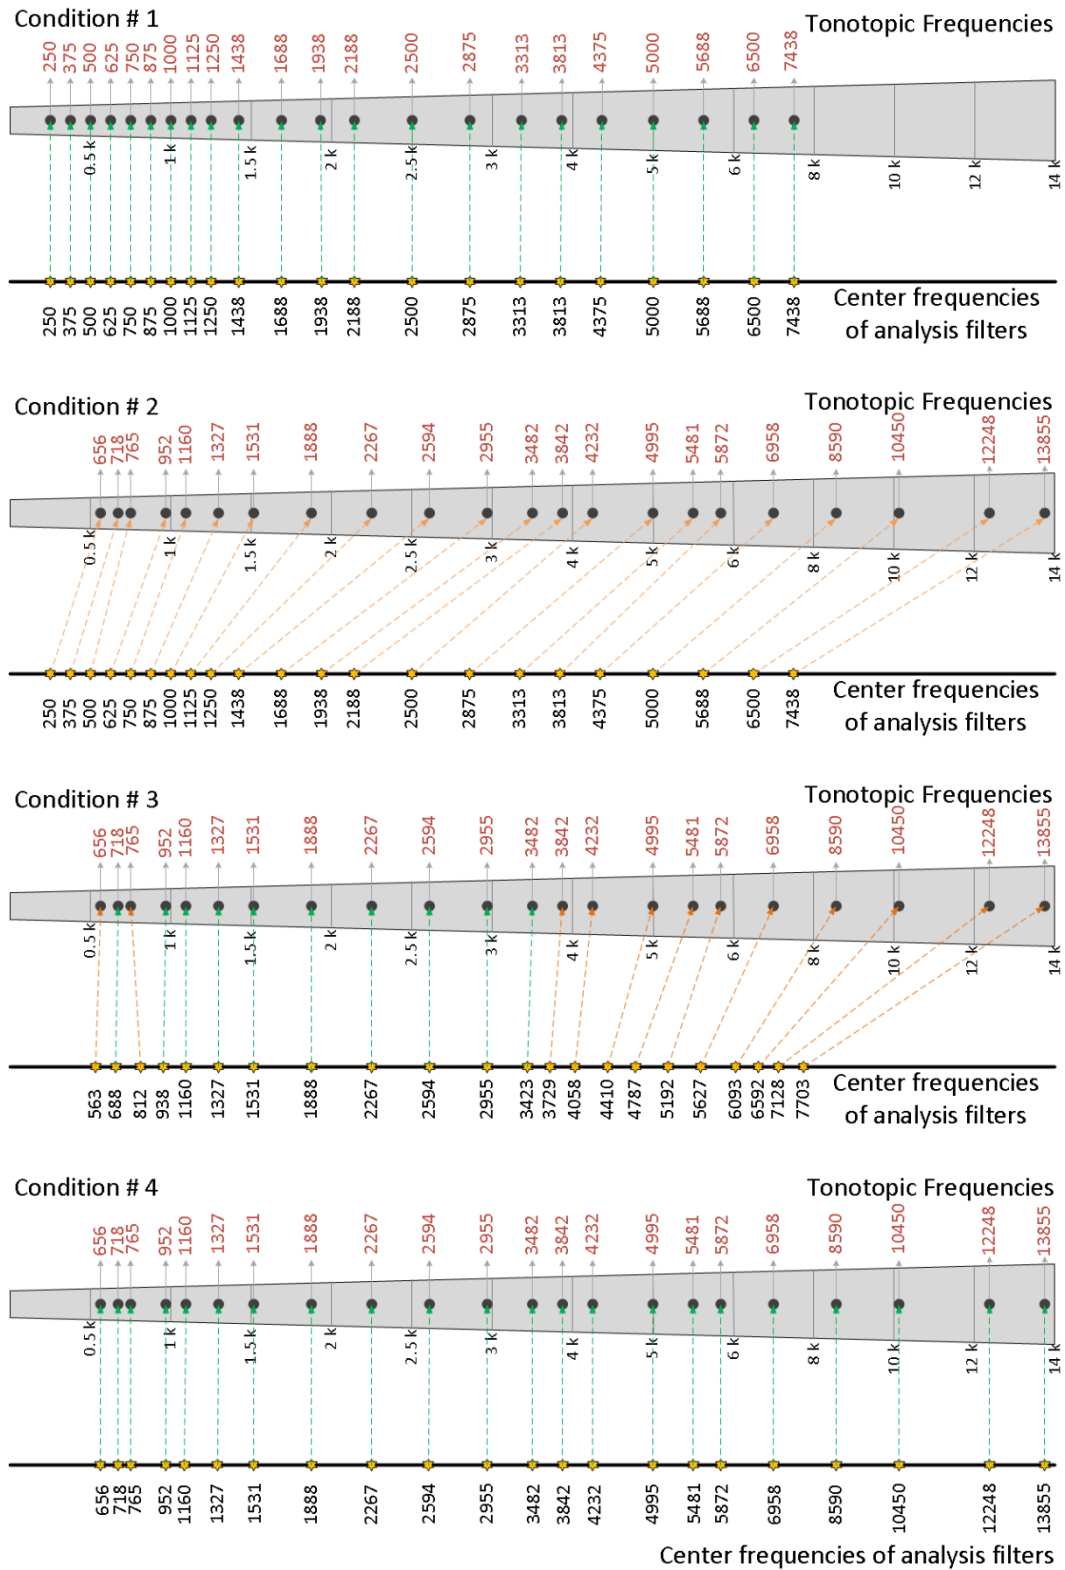 Condition # 1
Tonotopic Frequencies
250 375 500 625 750 875 1000 1125 1250 1438 1688 1938 2188 2500 2875 3313 3813 4375 5000 5688 6500 7438
0.5 k 1 k 1.5 k 2 k 2.5 k 3 k 4 k 5 k 6 k 8 k 10 k 12 k 14 k
250 375 500 625 750 875 1000 1125 1250 1438 1688 1938 2188 2500 2875 3313 3813 4375 5000 5688 6500 7438
Center frequencies
of analysis filters
Condition # 2
Tonotopic Frequencies
656 718 765 952 1160 1327 1531 1888 2267 2594 2955 3482 3842 4232 4995 5481 5872 6958 8590 10450 12248 13855
0.5 k 1 k 1.5 k 2 k 2.5 k 3 k 4 k 5 k 6 k 8 k 10 k 12 k 14 k
250 375 500 625 750 875 1000 1125 1250 1438 1688 1938 2188 2500 2875 3313 3813 4375 5000 5688 6500 7438
Center frequencies
of analysis filters
Condition # 3
Tonotopic Frequencies
656 718 765 952 1160 1327 1531 1888 2267 2594 2955 3482 3842 4232 4995 5481 5872 6958 8590 10450 12248 13855
0.5 k 1 k 1.5 k 2 k 2.5 k 3 k 4 k 5 k 6 k 8 k 10 k 12 k 14 k
563 688 812 938 1160 1327 1531 1888 2267 2594 2955 3423 3729 4058 4410 4787 5192 5627 6093 6592 7128 7703
Center frequencies
of analysis filters
Condition # 4
Tonotopic Frequencies
656 718 765 952 1160 1327 1531 1888 2267 2594 2955 3482 3842 4232 4995 5481 5872 6958 8590 10450 12248 13855
0.5 k 1 k 1.5 k 2 k 2.5 k 3 k 4 k 5 k 6 k 8 k 10 k 12 k 14 k
656 718 765 952 1160 1327 1531 1888 2267 2594 2955 3482 3842 4232 4995 5481 5872 6958 8590 10450 12248 13855
Center frequencies of analysis filters